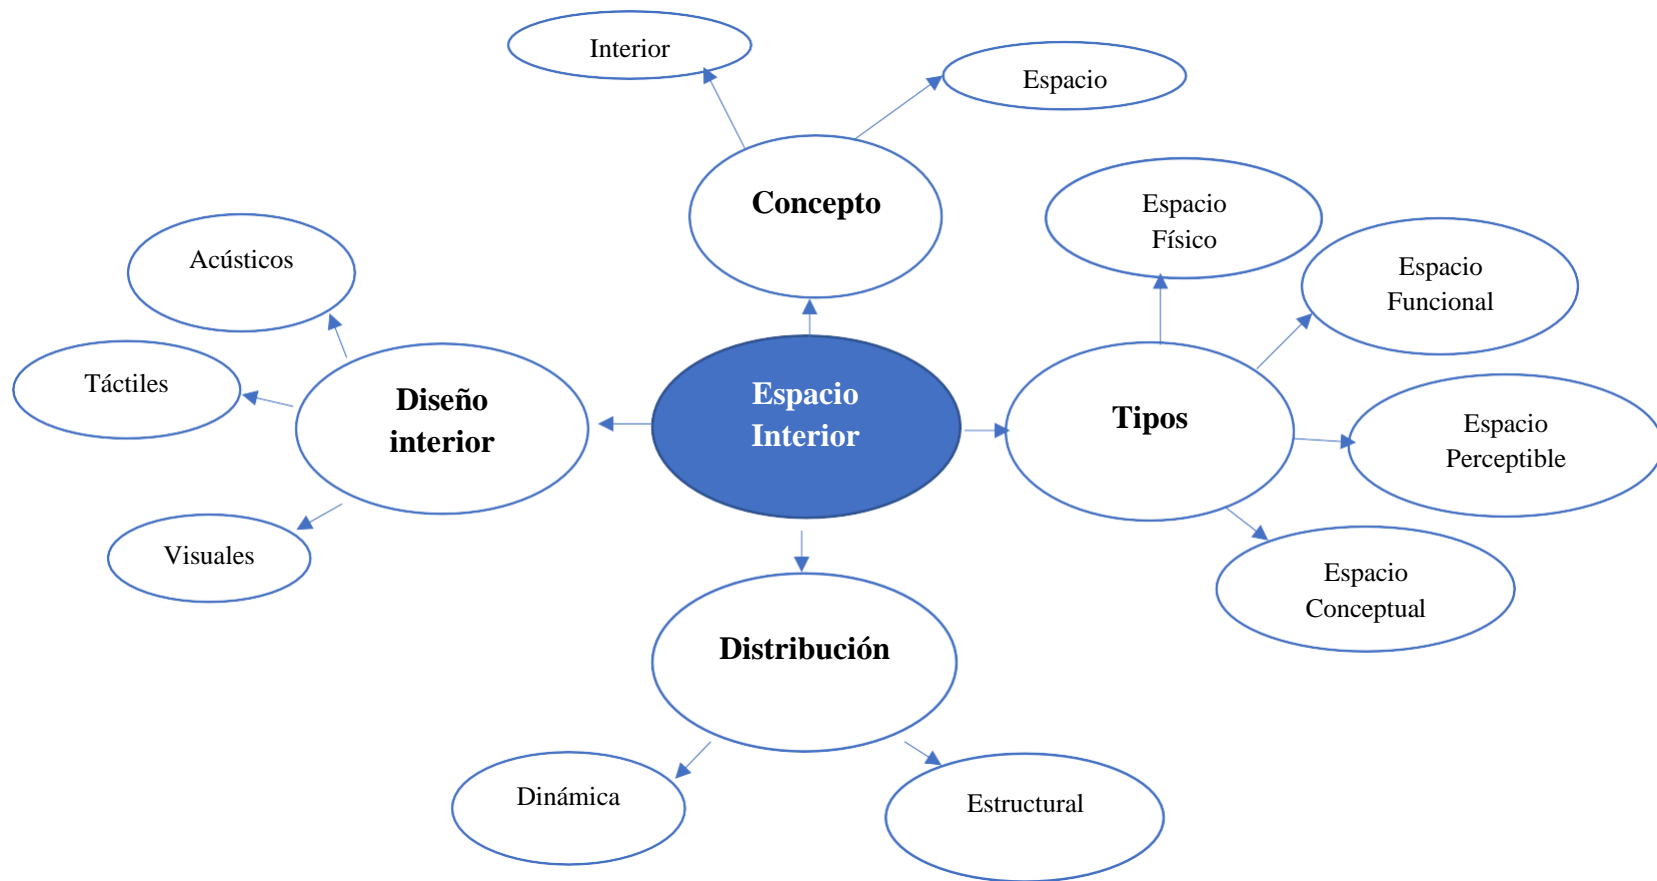 Interior
Espacio
Concepto
Espacio
Físico
Acústicos
Espacio
Funcional
Táctiles
Diseño
interior
Espacio
Interior
Tipos
Espacio
Perceptible
Visuales
Espacio
Conceptual
Distribución
Dinámica
Estructural